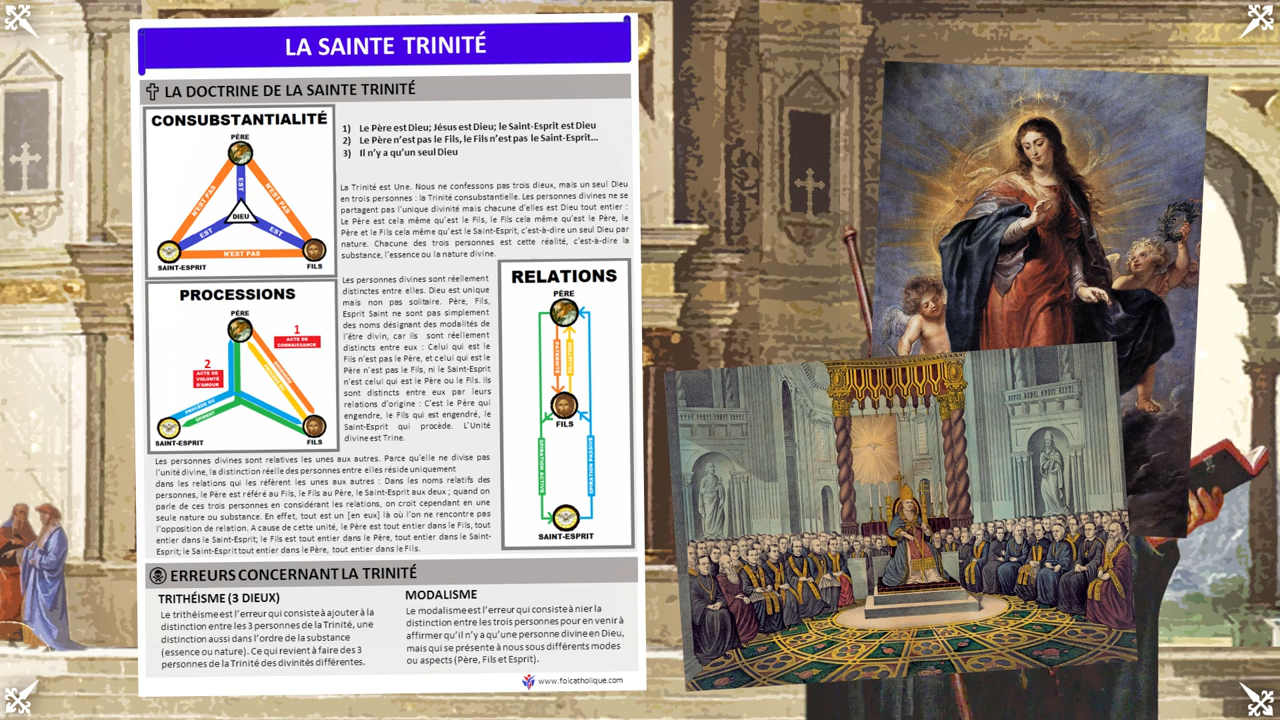 LA SAINTE TRINITÉ
LA DOCTRINE DE LA SAINTE TRINITÉ
CONSUBSTANTIALITÉ
PÈRE
N'EST PAS
EST
N'EST PAS
DIEU
EST
EST
N'EST PAS
SAINT-ESPRIT
FILS
1) Le Père est Dieu; Jésus est Dieu; le Saint-Esprit est Dieu
2) Le Père n'est pas le Fils, le Fils n'est pas le Saint-Esprit...
3) Il n'y a qu'un seul Dieu
La Trinité est Une. Nous ne confessons pas trois dieux, mais un seul Dieu
en trois personnes : la Trinité consubstantielle. Les personnes divines ne se
partagent pas l'unique divinité mais chacune d'elles est Dieu tout entier :
Le Père est cela même qu'est le Fils, le Fils cela même qu'est le Père, le
Père et le Fils cela même qu'est le Saint-Esprit, c'est-à-dire un seul Dieu par
nature. Chacune des trois personnes est cette réalité, c'est-à-dire la
substance, l'essence ou la nature divine.
PROCESSIONS
PÈRE
1
ACTE DE
CONNAISSANCE
2
ACTE DE
VOLONTÉ
D'AMOUR
PROCÈDE DU
SAINT-ESPRIT
FILS
Les personnes divines sont réellement
distinctes entre elles. Dieu est unique
mais non pas solitaire. Père, Fils,
Esprit Saint ne sont pas simplement
des noms désignant des modalités de
l'être divin, car ils sont réellement
distincts entre eux : Celui qui est le
Fils n'est pas le Père, et celui qui est le
Père n'est pas le Fils, ni le Saint-Esprit
n'est celui qui est le Père ou le Fils. Ils
sont distincts entre eux par leurs
relations d'origine : C'est le Père qui
engendre, le Fils qui est engendré, le
Saint-Esprit qui procède. L'Unité
divine est Trine.
RELATIONS
PÈRE
PATERNITÉ
FILIATION
FILS
SPIRATION ACTIVE
SPIRATION PASSIVE
SAINT-ESPRIT
Les personnes divines sont relatives les unes aux autres. Parce qu'elle ne divise pas
l'unité divine, la distinction réelle des personnes entre elles réside uniquement
dans les relations qui les réfèrent les unes aux autres : Dans les noms relatifs des
personnes, le Père est référé au Fils, le Fils au Père, le Saint-Esprit aux deux ; quand on
parle de ces trois personnes en considérant les relations, on croit cependant en une
seule nature ou substance. En effet, tout est un [en eux] là où l'on ne rencontre pas
l'opposition de relation. A cause de cette unité, le Père est tout entier dans le Fils, tout
entier dans le Saint-Esprit; le Fils est tout entier dans le Père, tout entier dans le Saint-
Esprit; le Saint-Esprit tout entier dans le Père, tout entier dans le Fils.
ERREURS CONCERNANT LA TRINITÉ
TRITHÉISME (3 DIEUX)
Le trithéisme est l'erreur qui consiste à ajouter à la
distinction entre les 3 personnes de la Trinité, une
distinction aussi dans l'ordre de la substance
(essence ou nature). Ce qui revient à faire des 3
personnes de la Trinité des divinités différentes.
MODALISME
Le modalisme est l'erreur qui consiste à nier la
distinction entre les trois personnes pour en venir à
affirmer qu'il n'y a qu'une personne divine en Dieu,
mais qui se présente à nous sous différents modes
ou aspects (Père, Fils et Esprit).
www.foicatholique.com